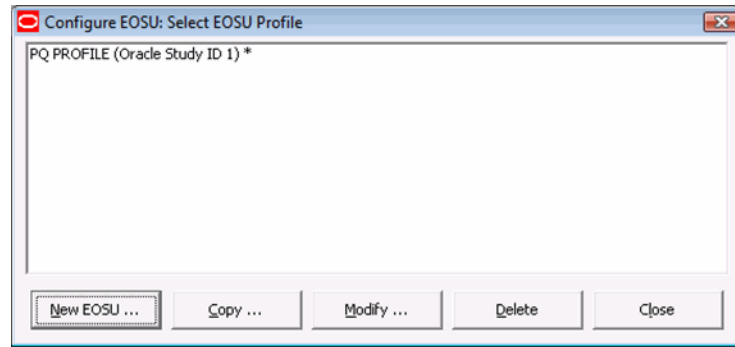 Configure EOSU: Select EOSU Profile
PQ PROFILE (Oracle Study ID 1) *
New EOSU ...
Copy ...
Modify ...
Delete
Close